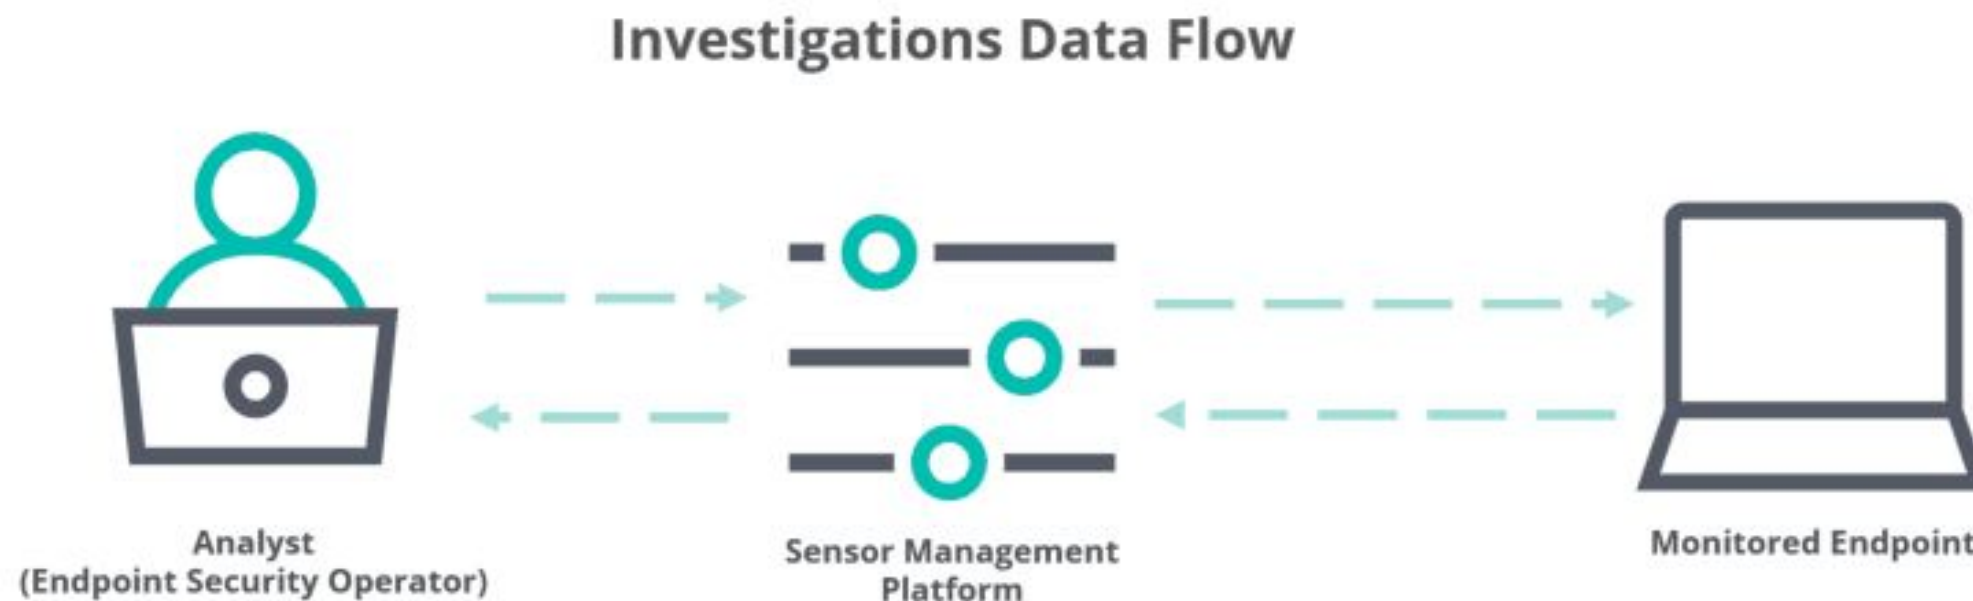 Investigations Data Flow
Analyst
(Endpoint Security Operator)
Sensor Management
Platform
Monitored Endpoint